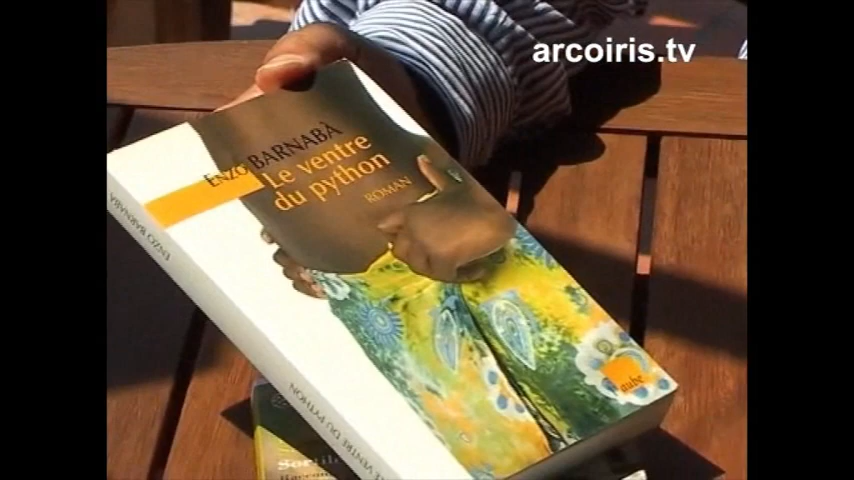 arcoiris.tv
ENZO BARNABÀ
Le ventre
du python
ROMAN
aube
ENZO BARNABÀ
LE VENTRE DU PYTHON